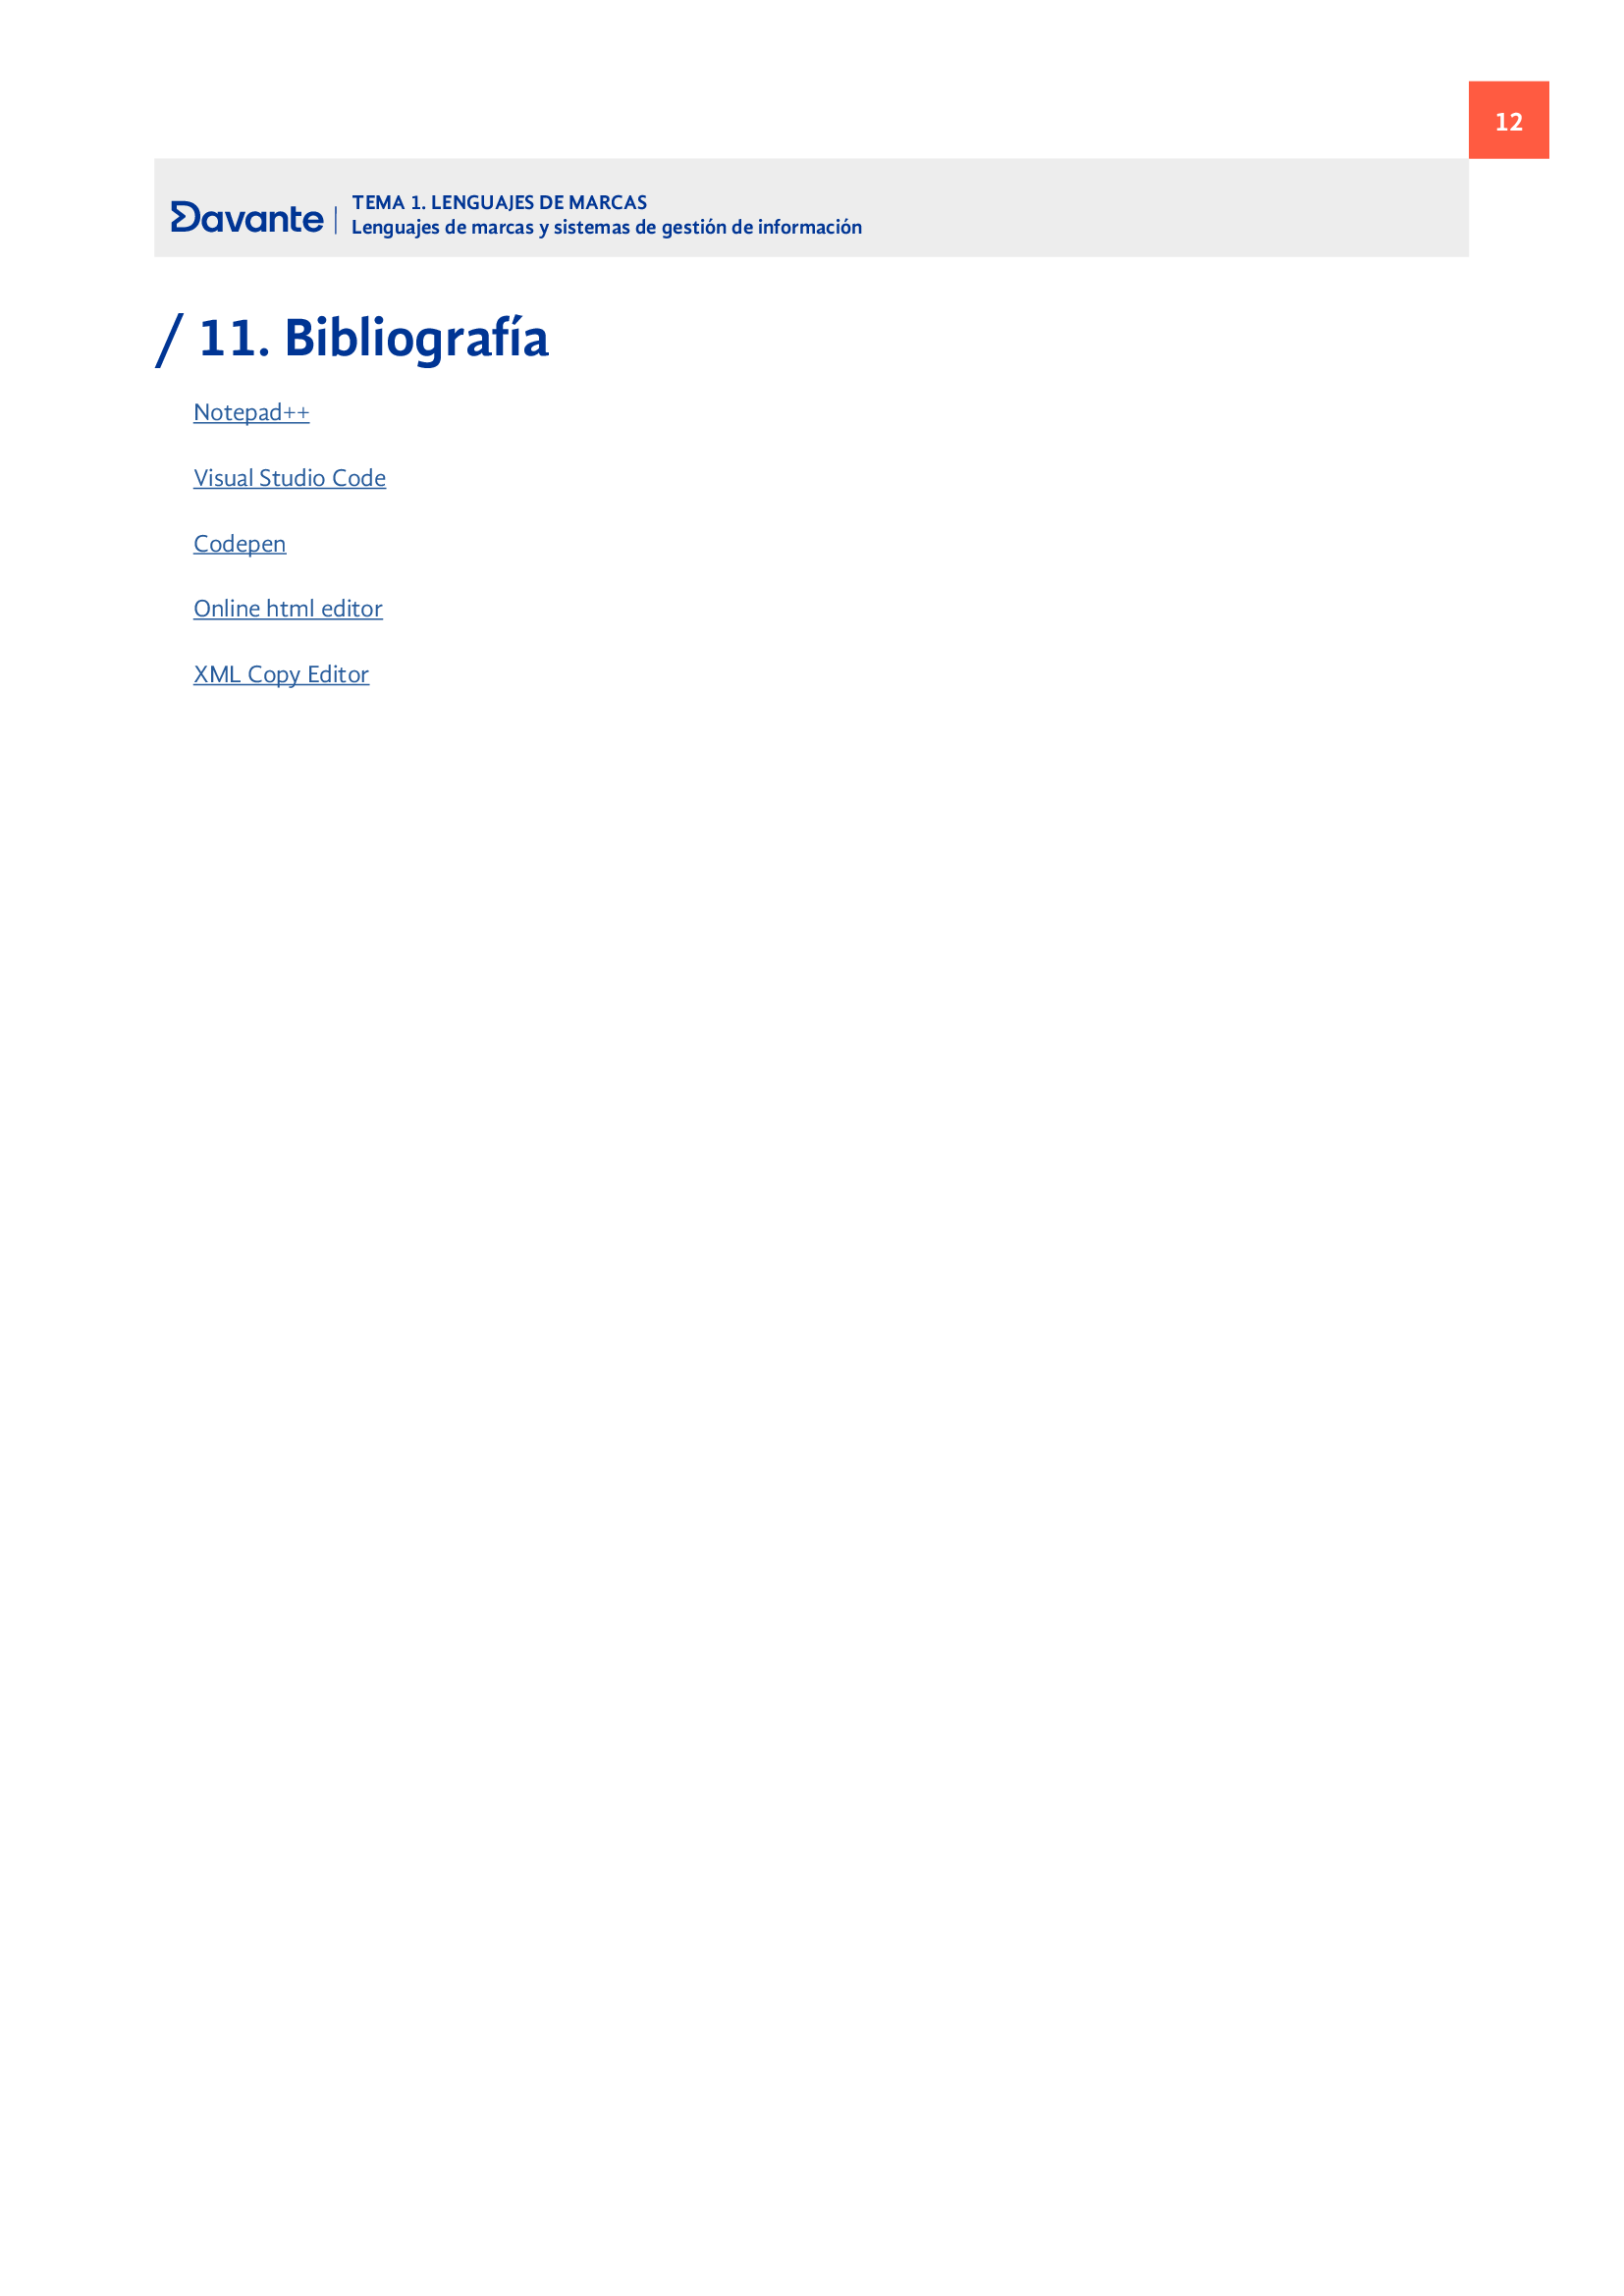 12
Davante
TEMA 1. LENGUAJES DE MARCAS
Lenguajes de marcas y sistemas de gestión de información
/ 11. Bibliografía
Notepad++
Visual Studio Code
Codepen
Online html editor
XML Copy Editor